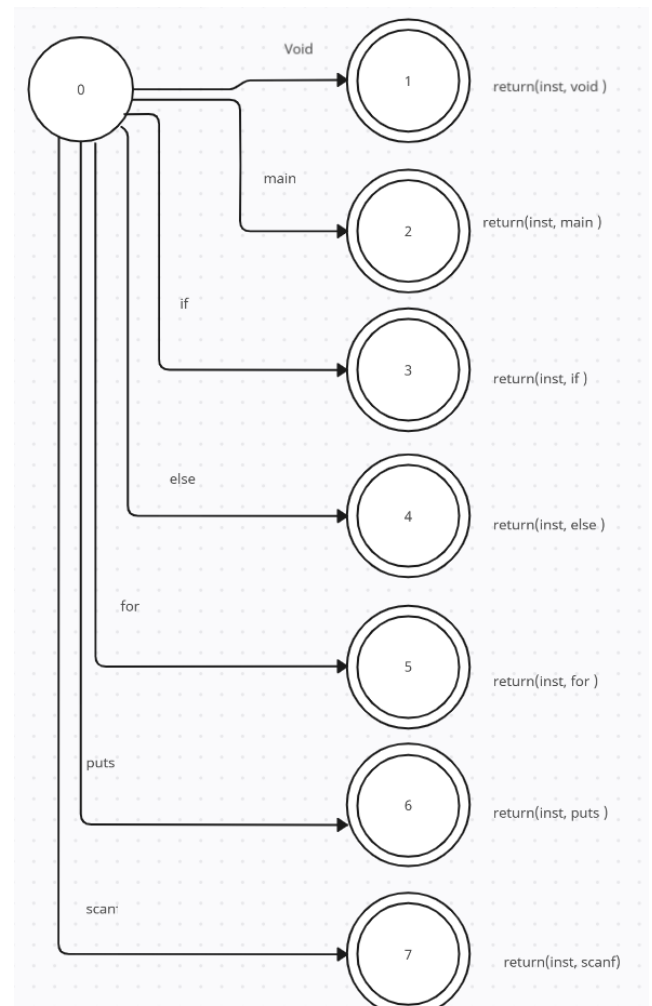 Void
0
1
return(inst, void )
main
2
return(inst, main )
if
3
return(inst, if )
else
4
return(inst, else )
for
5
return(inst, for )
puts
6
return(inst, puts )
scanf
7
return(inst, scanf)